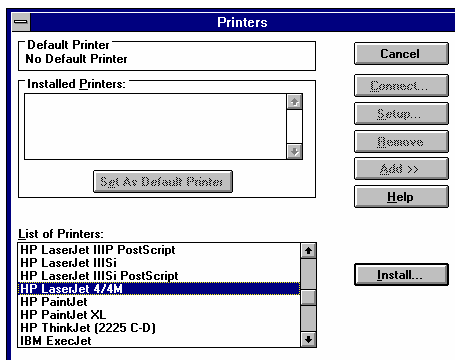 Printers
Default Printer
No Default Printer
Installed Printers:
Set As Default Printer
List of Printers:
HP LaserJet IIIP PostScript
HP LaserJet IIISi
HP LaserJet IIISi PostScript
HP LaserJet 4/4M
HP PaintJet
HP PaintJet XL
HP ThinkJet (2225 C-D)
IBM ExecJet
Cancel
Connect...
Setup...
Remove
Add >>
Help
Install...